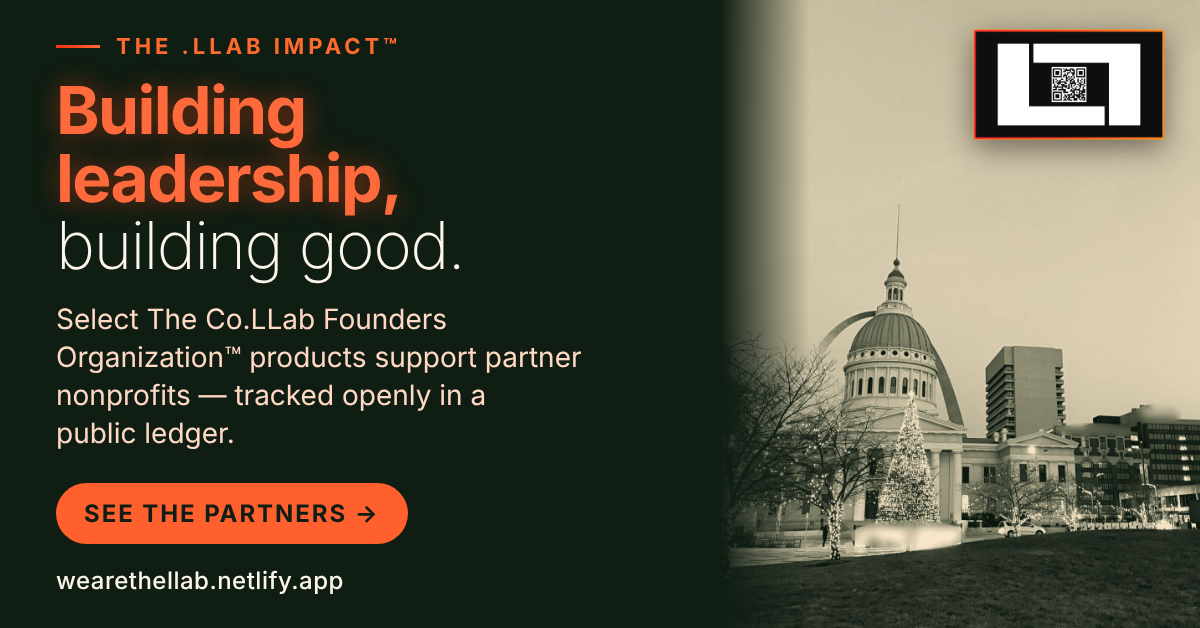 THE .LLAB IMPACT™
Building
leadership,
building good.
Select The Co.LLab Founders
Organization™ products support partner
nonprofits — tracked openly in a
public ledger.
SEE THE PARTNERS →
wearethellab.netlify.app